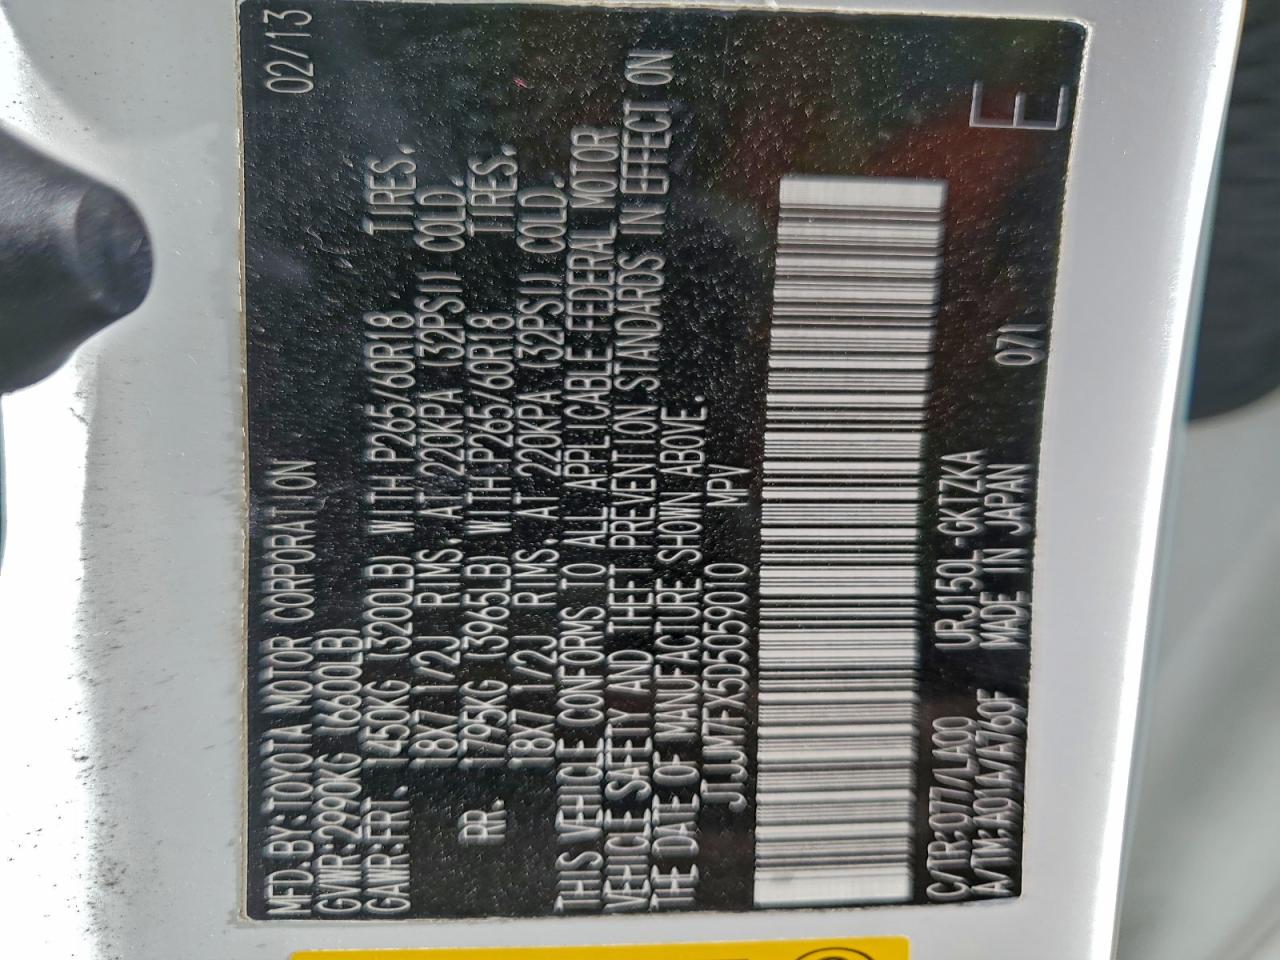 MFD. BY: TOYOTA MOTOR CORPORATION 02/13
GVWR: 2990KG (6600LB)
GAWR: FRT. 1450KG (3200LB) WITH P265/60R18 TIRES.
18X7 1/2J RIMS. AT 220KPA (32PSI) COLD.
RR. 1795KG (3965LB) WITH P265/60R18 TIRES.
18X7 1/2J RIMS. AT 220KPA (32PSI) COLD.
THIS VEHICLE CONFORMS TO ALL APPLICABLE FEDERAL MOTOR
VEHICLE SAFETY AND THEFT PREVENTION STANDARDS IN EFFECT ON
THE DATE OF MANUFACTURE SHOWN ABOVE.
JTJJM7FX5D5059010 MPV
C/TR: 077/LA00 URJ150L-GKTZKA
A/TM: A91A/A760F MADE IN JAPAN 071 E